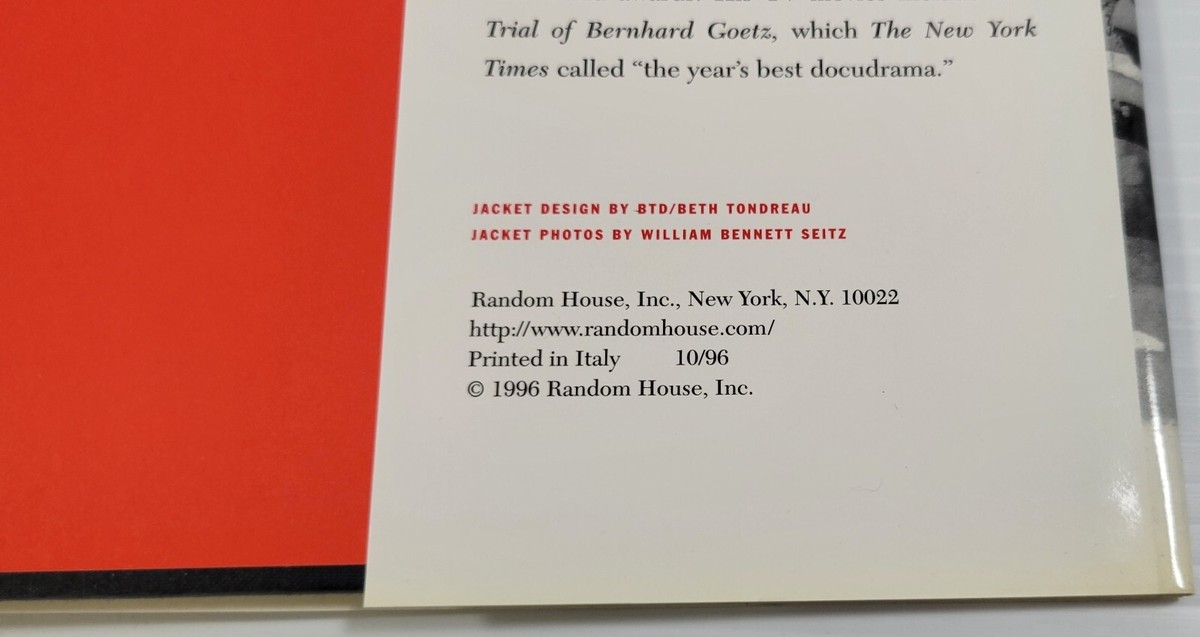 Trial of Bernhard Goetz, which The New York
Times called “the year’s best docudrama.”
JACKET DESIGN BY BTD/BETH TONDREAU
JACKET PHOTOS BY WILLIAM BENNETT SEITZ
Random House, Inc., New York, N.Y. 10022
http://www.randomhouse.com/
Printed in Italy 10/96
© 1996 Random House, Inc.